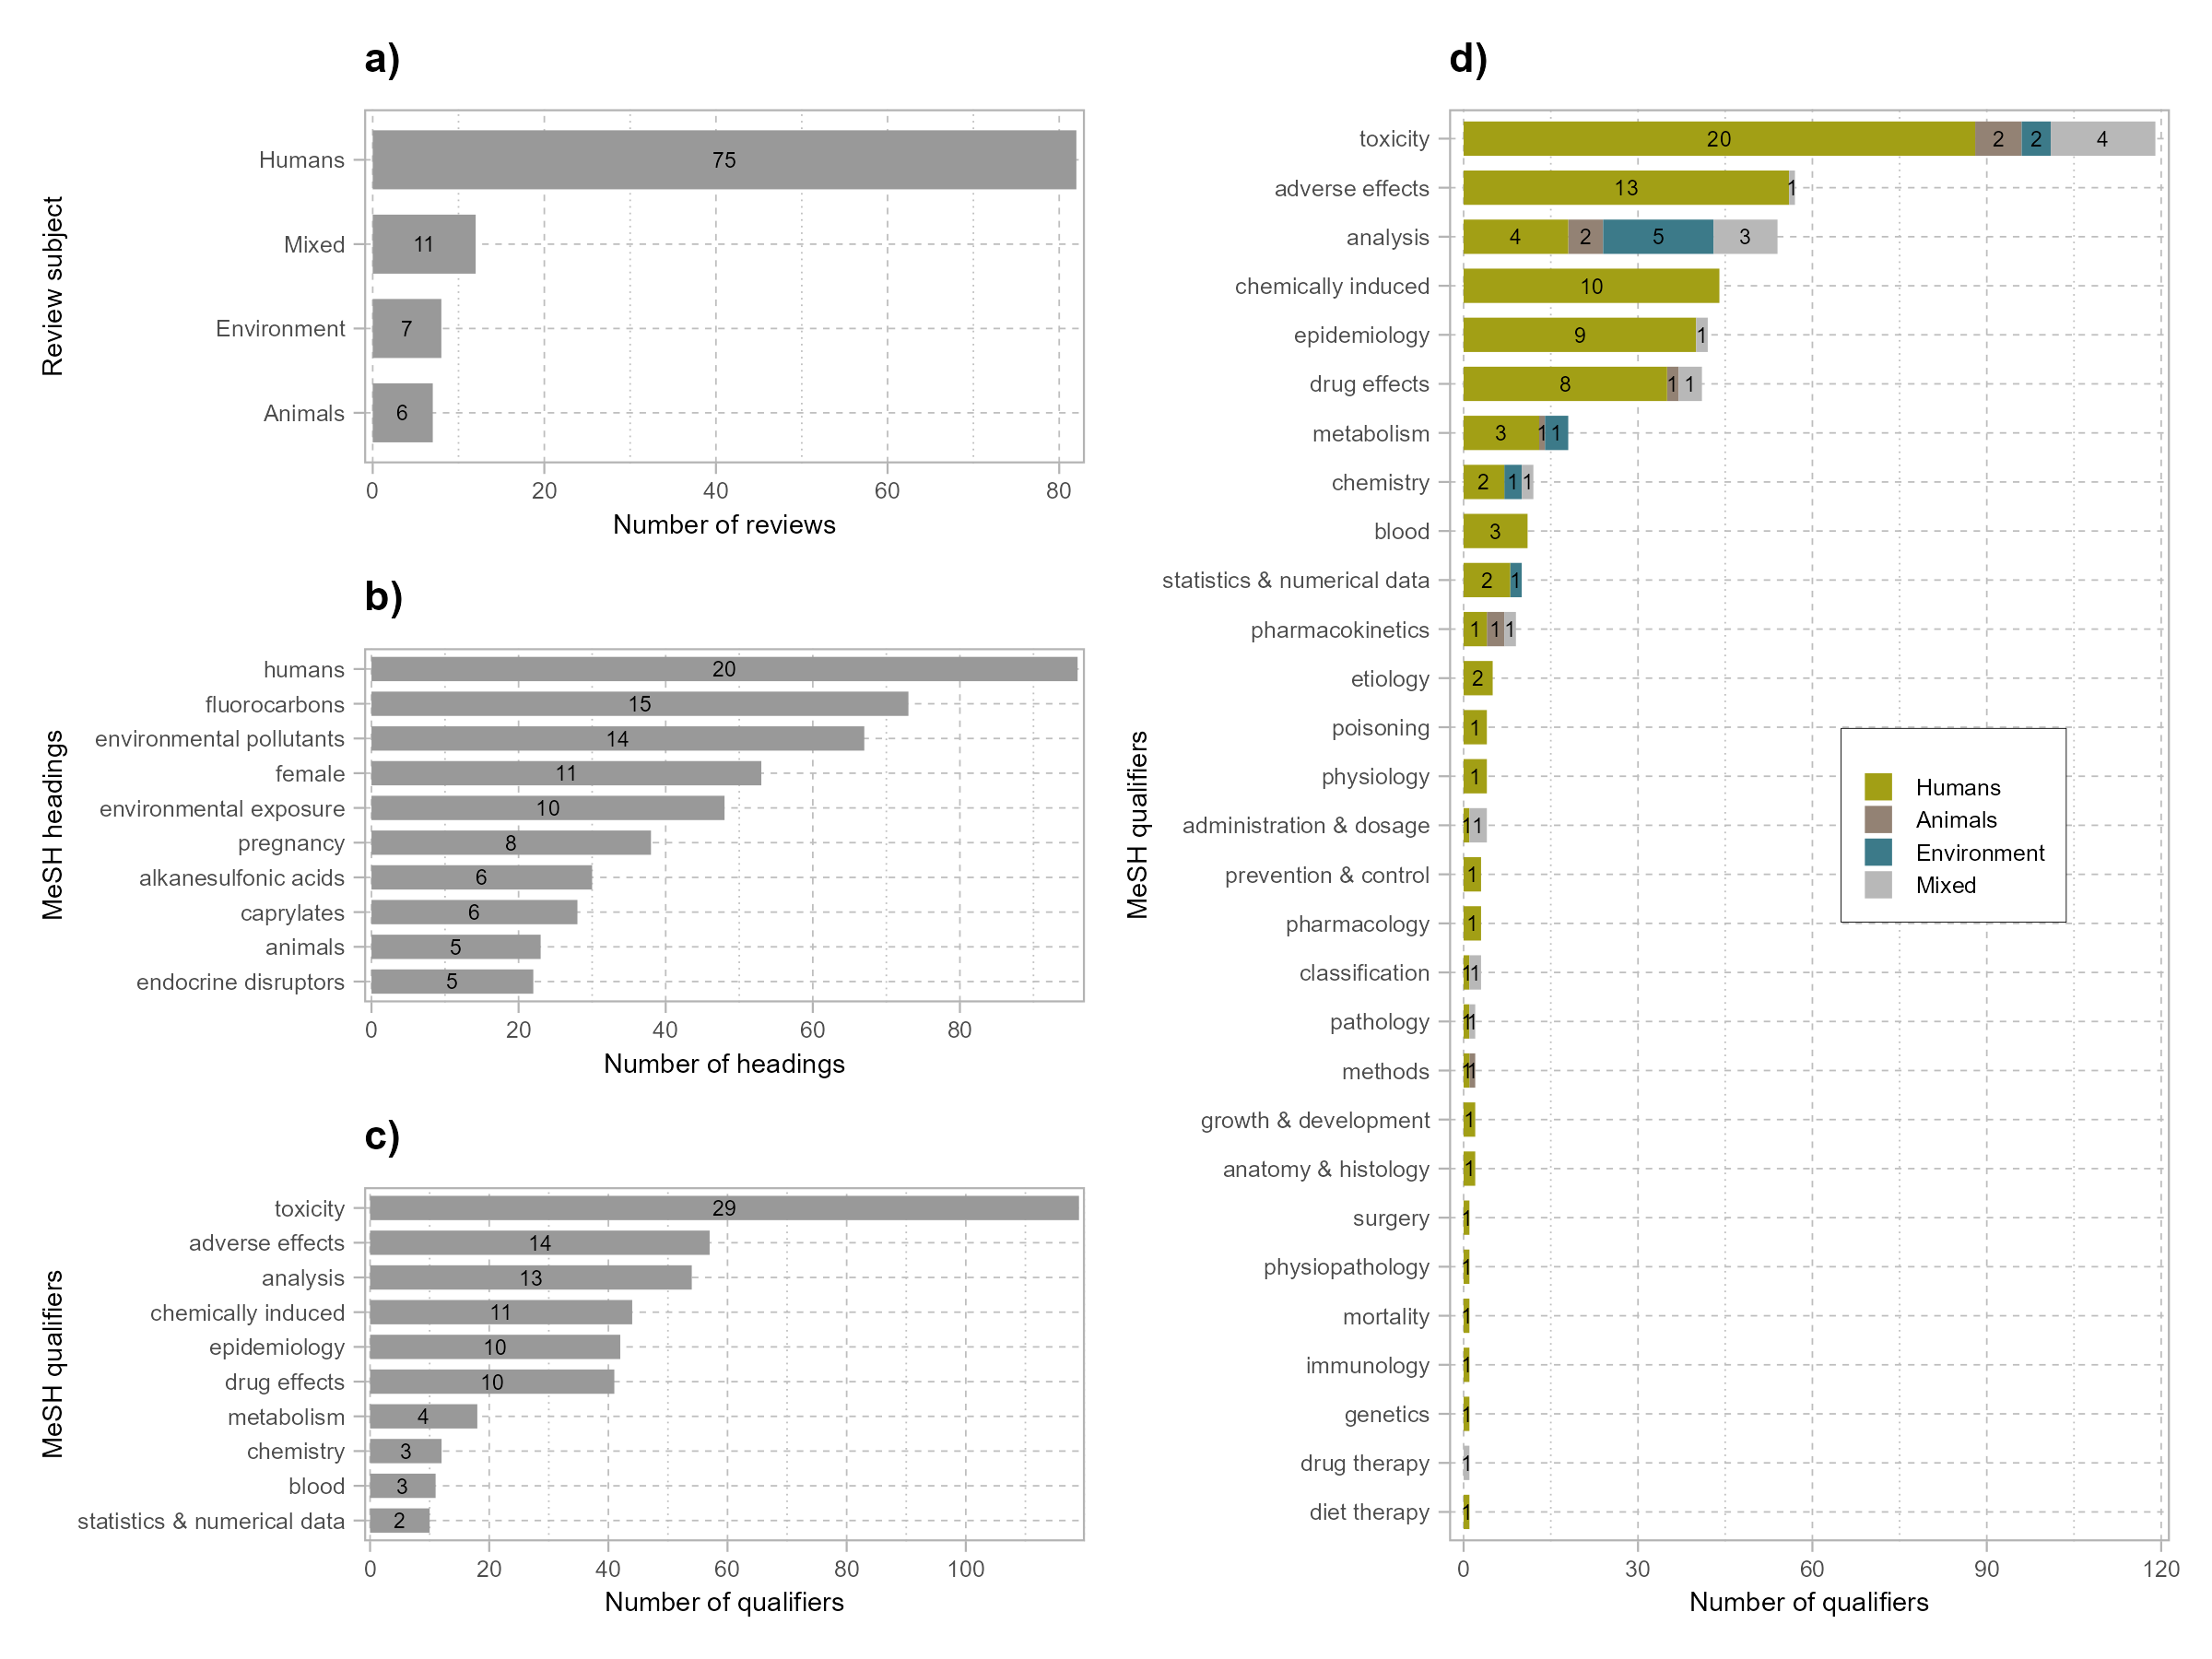 a)
Review subject
Humans 75
Mixed 11
Environment 7
Animals 6
0 20 40 60 80
Number of reviews
b)
MeSH headings
humans 20
fluorocarbons 15
environmental pollutants 14
female 11
environmental exposure 10
pregnancy 8
alkanesulfonic acids 6
caprylates 6
animals 5
endocrine disruptors 5
0 20 40 60 80
Number of headings
c)
MeSH qualifiers
toxicity 29
adverse effects 14
analysis 13
chemically induced 11
epidemiology 10
drug effects 10
metabolism 4
chemistry 3
blood 3
statistics & numerical data 2
0 20 40 60 80 100
Number of qualifiers
d)
MeSH qualifiers
toxicity 20 2 2 4
adverse effects 13 1
analysis 4 2 5 3
chemically induced 10
epidemiology 9 1
drug effects 8 1 1
metabolism 3 1 1
chemistry 2 1 1
blood 3
statistics & numerical data 2 1
pharmacokinetics 1 1 1
etiology 2
poisoning 1
physiology 1
administration & dosage 1 1
prevention & control 1
pharmacology 1
classification 1 1
pathology 1 1
methods 1 1
growth & development 1
anatomy & histology 1
surgery 1
physiopathology 1
mortality 1
immunology 1
genetics 1
drug therapy 1
diet therapy 1
0 30 60 90 120
Number of qualifiers
Humans
Animals
Environment
Mixed